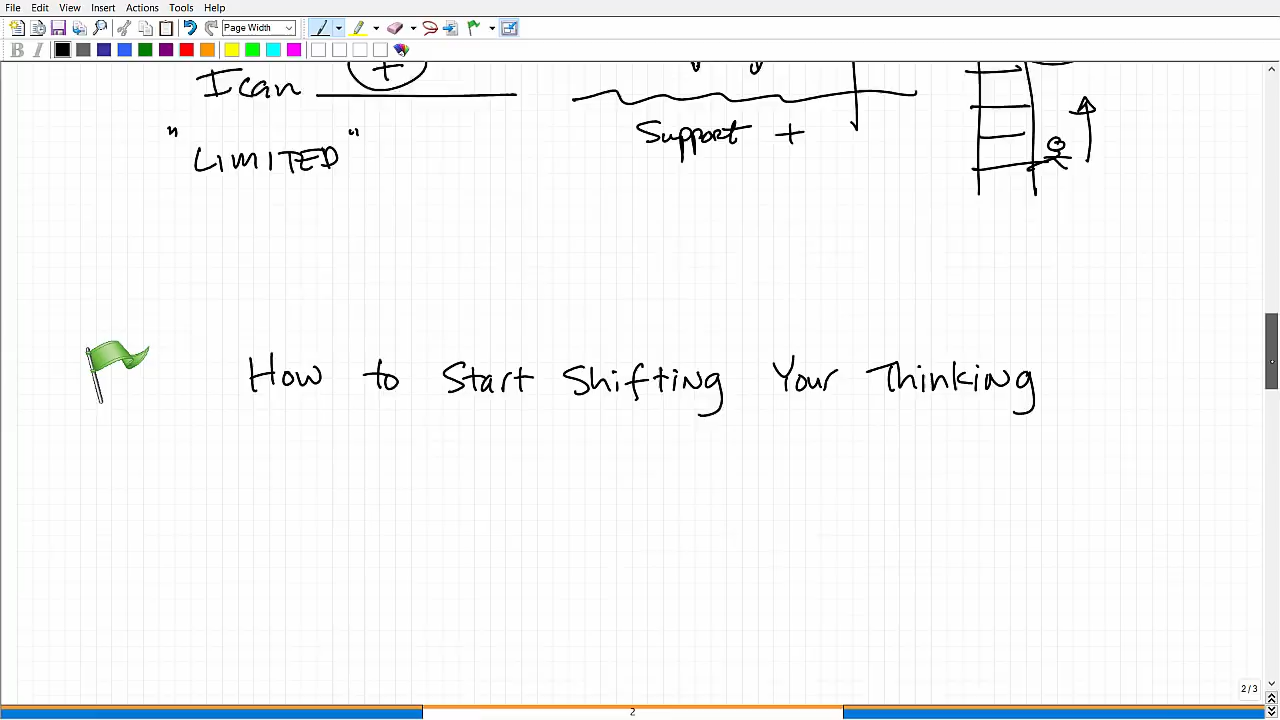 File Edit View Insert Actions Tools Help
Page Width
B I
I can +
Support +
"LIMITED"
How to Start Shifting Your Thinking
2/3
2